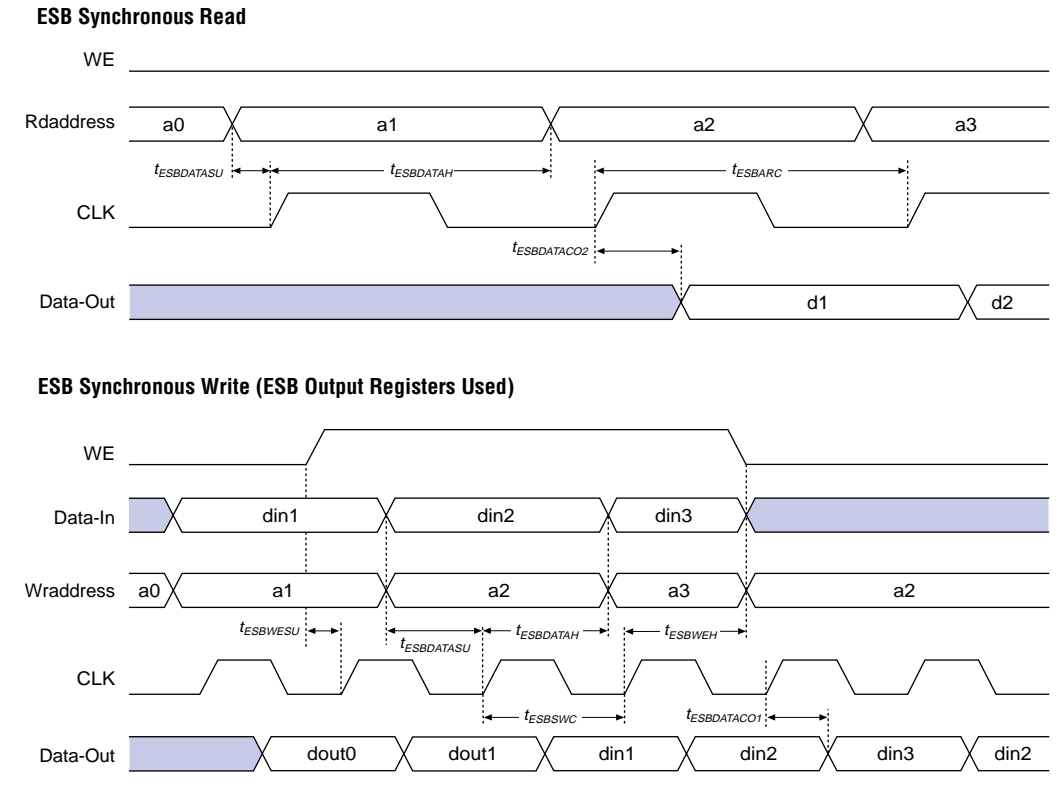 ESB Synchronous Read
WE
Rdaddress a0 a1 a2 a3
tESBDATASU tESBDATAH tESBARC
CLK
tESBDATACO2
Data-Out d1 d2
ESB Synchronous Write (ESB Output Registers Used)
WE
Data-In din1 din2 din3
Wraddress a0 a1 a2 a3 a2
tESBWESU tESBDATASU tESBDATAH tESBWEH
CLK
tESBSWC tESBDATACO1
Data-Out dout0 dout1 din1 din2 din3 din2